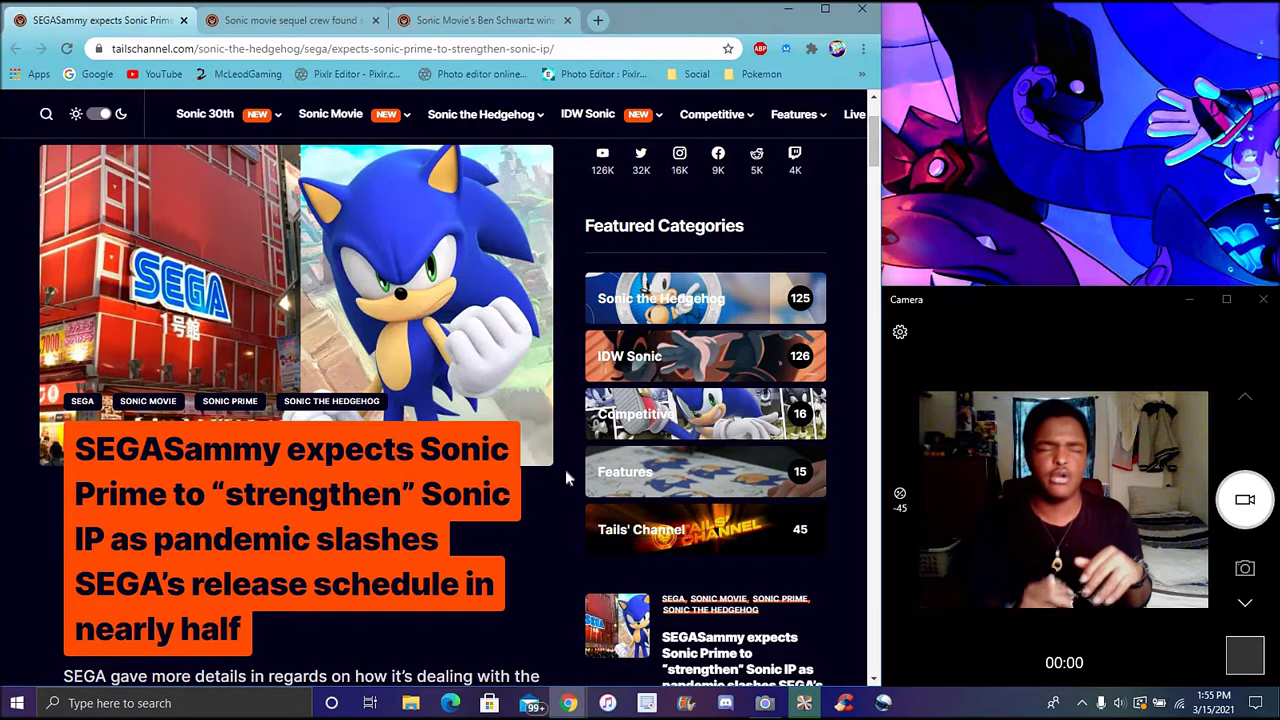 SEGASammy expects Sonic Prim
Sonic movie sequel crew found s
Sonic Movie's Ben Schwartz wins
tailschannel.com/sonic-the-hedgehog/sega/expects-sonic-prime-to-strengthen-sonic-ip/
ABP
Apps
Google
YouTube
McLeodGaming
Pixlr Editor - Pixlr.c...
Photo editor online...
Photo Editor : Pixlr...
Social
Pokemon
»
Sonic 30th NEW
Sonic Movie NEW
Sonic the Hedgehog
IDW Sonic NEW
Competitive
Features
Live
126K
32K
16K
9K
5K
4K
SEGA
1号館
SEGA
SONIC MOVIE
SONIC PRIME
SONIC THE HEDGEHOG
SEGASammy expects Sonic
Prime to “strengthen” Sonic
IP as pandemic slashes
SEGA’s release schedule in
nearly half
SEGA gave more details in regards on how it’s dealing with the
Featured Categories
Sonic the Hedgehog 125
IDW Sonic 126
Competitive 16
Features 15
Tails' Channel 45
TAILS' CHANNEL
SEGA, SONIC MOVIE, SONIC PRIME,
SONIC THE HEDGEHOG
SEGASammy expects
Sonic Prime to
“strengthen” Sonic IP as
pandemic slashes SEGA’s
Camera
-45
00:00
Type here to search
99+
1:55 PM
3/15/2021